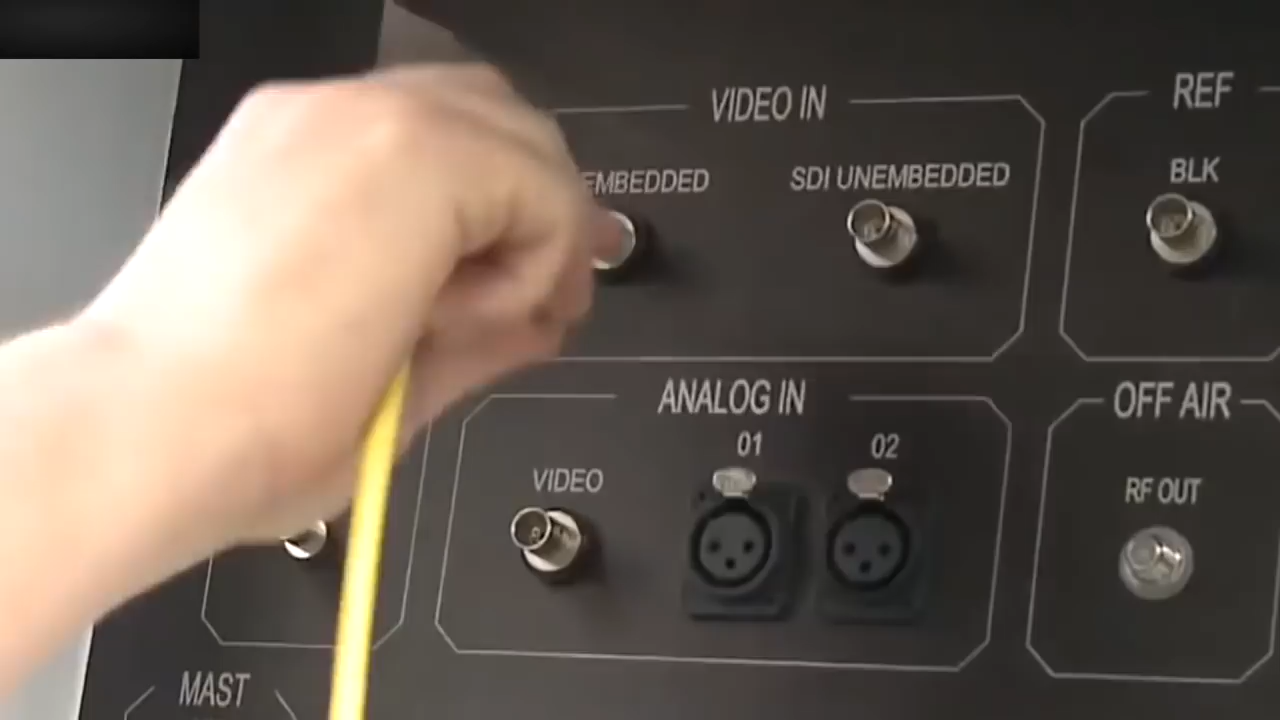 VIDEO IN
REF
EMBEDDED
SDI UNEMBEDDED
BLK
ANALOG IN
OFF AIR
01
02
VIDEO
RF OUT
MAST